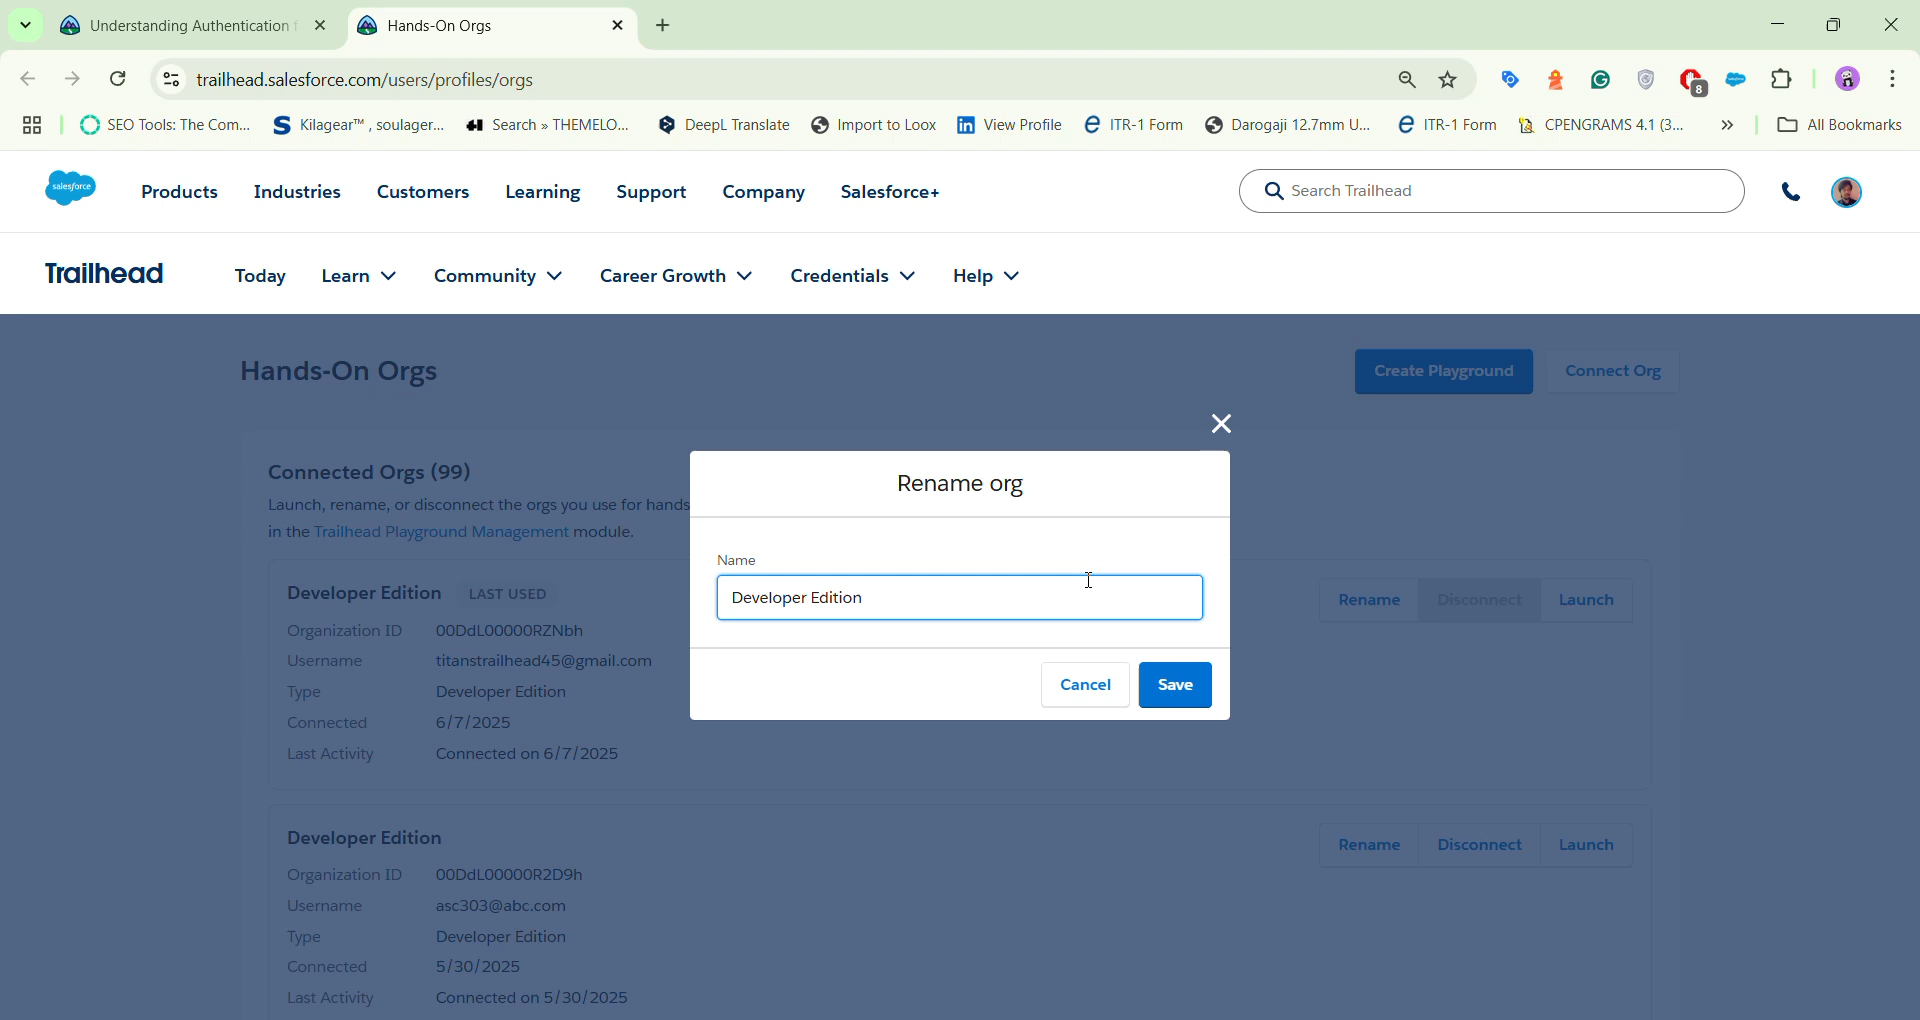 Understanding Authentication f
Hands-On Orgs
trailhead.salesforce.com/users/profiles/orgs
8
SEO Tools: The Com...
Kilagear™ , soulager...
Search » THEMELO...
DeepL Translate
Import to Loox
View Profile
ITR-1 Form
Darogaji 12.7mm U...
ITR-1 Form
CPENGRAMS 4.1 (3...
»
All Bookmarks
salesforce
Products
Industries
Customers
Learning
Support
Company
Salesforce+
Search Trailhead
Trailhead
Today
Learn
Community
Career Growth
Credentials
Help
Hands-On Orgs
Create Playground
Connect Org
Connected Orgs (99)
Launch, rename, or disconnect the orgs you use for hands
in the Trailhead Playground Management module.
Rename org
Name
Developer Edition
Cancel
Save
Developer Edition LAST USED
Rename
Disconnect
Launch
Organization ID 00DdL00000RZNbh
Username titanstrailhead45@gmail.com
Type Developer Edition
Connected 6/7/2025
Last Activity Connected on 6/7/2025
Developer Edition
Rename
Disconnect
Launch
Organization ID 00DdL00000R2D9h
Username asc303@abc.com
Type Developer Edition
Connected 5/30/2025
Last Activity Connected on 5/30/2025